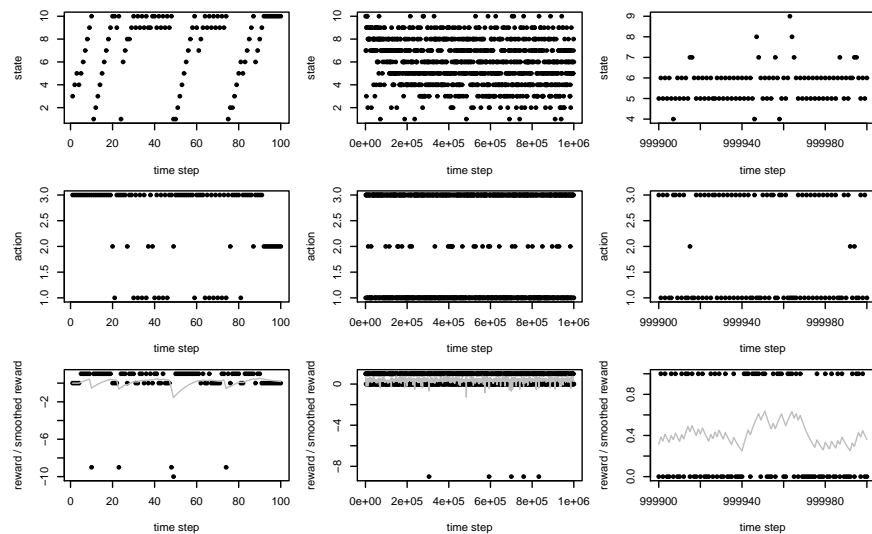 10
8
6
4
2
state
0 20 40 60 80 100
time step
10
8
6
4
2
state
0e+00 2e+05 4e+05 6e+05 8e+05 1e+06
time step
9
8
7
6
5
4
state
999900 999940 999980
time step
3.0
2.5
2.0
1.5
1.0
action
0 20 40 60 80 100
time step
3.0
2.5
2.0
1.5
1.0
action
0e+00 2e+05 4e+05 6e+05 8e+05 1e+06
time step
3.0
2.5
2.0
1.5
1.0
action
999900 999940 999980
time step
-2
-6
-10
reward / smoothed reward
0 20 40 60 80 100
time step
0
-4
-8
reward / smoothed reward
0e+00 2e+05 4e+05 6e+05 8e+05 1e+06
time step
0.8
0.4
0.0
reward / smoothed reward
999900 999940 999980
time step